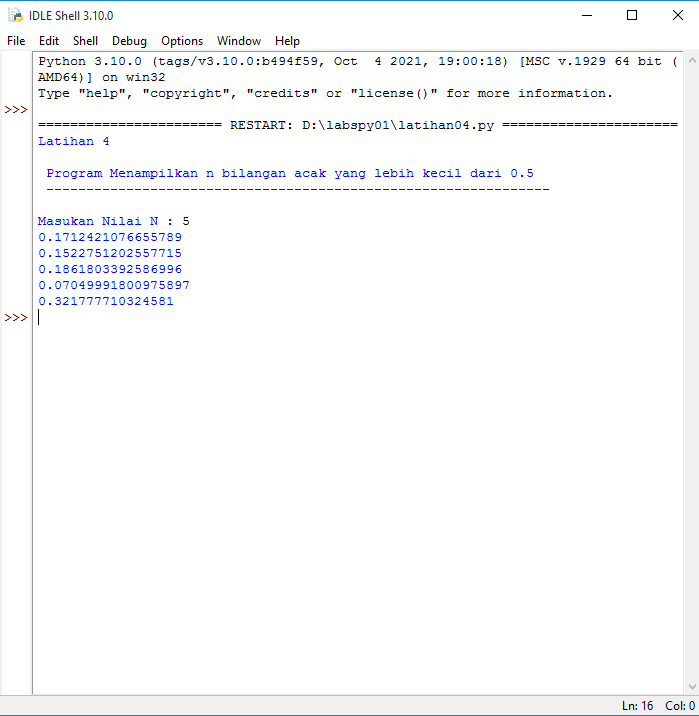 IDLE Shell 3.10.0
File Edit Shell Debug Options Window Help
Python 3.10.0 (tags/v3.10.0:b494f59, Oct  4 2021, 19:00:18) [MSC v.1929 64 bit (
AMD64)] on win32
Type "help", "copyright", "credits" or "license()" for more information.
>>>
======================= RESTART: D:\labspy01\latihan04.py ======================
Latihan 4
Program Menampilkan n bilangan acak yang lebih kecil dari 0.5
---------------------------------------------------------------
Masukan Nilai N : 5
0.1712421076655789
0.1522751202557715
0.1861803392586996
0.07049991800975897
0.321777710324581
>>>
Ln: 16 Col: 0